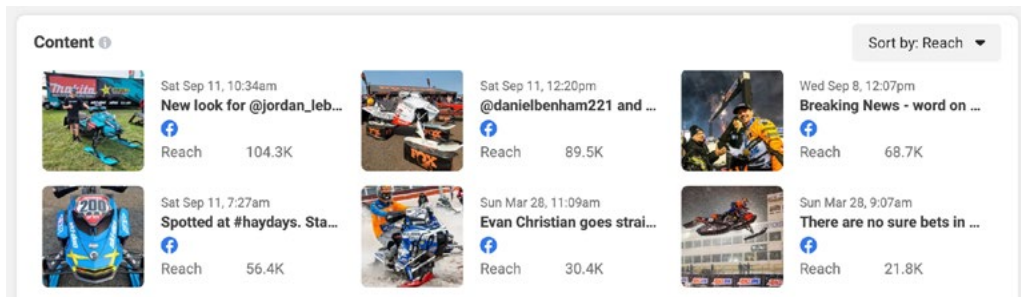 Content
Sort by: Reach
Sat Sep 11, 10:34am
New look for @jordan_leb...
Reach 104.3K
Sat Sep 11, 12:20pm
@danielbenham221 and ...
Reach 89.5K
Wed Sep 8, 12:07pm
Breaking News - word on ...
Reach 68.7K
Sat Sep 11, 7:27am
Spotted at #haydays. Sta...
Reach 56.4K
Sun Mar 28, 11:09am
Evan Christian goes strai...
Reach 30.4K
Sun Mar 28, 9:07am
There are no sure bets in ...
Reach 21.8K
Makita
FOX
200